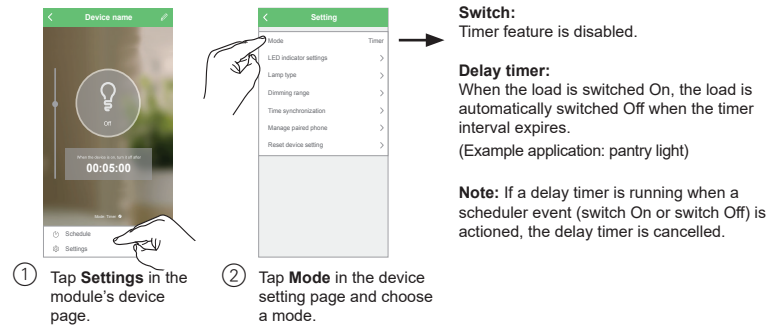 Device name
Off
When the device is on, turn it off after
00:05:00
Mode: Timer
Schedule
Settings
1 Tap Settings in the
module's device
page.
Setting
Mode Timer
LED indicator settings
Lamp type
Dimming range
Time synchronization
Manage paired phone
Reset device setting
2 Tap Mode in the device
setting page and choose
a mode.
Switch:
Timer feature is disabled.
Delay timer:
When the load is switched On, the load is
automatically switched Off when the timer
interval expires.
(Example application: pantry light)
Note: If a delay timer is running when a
scheduler event (switch On or switch Off) is
actioned, the delay timer is cancelled.